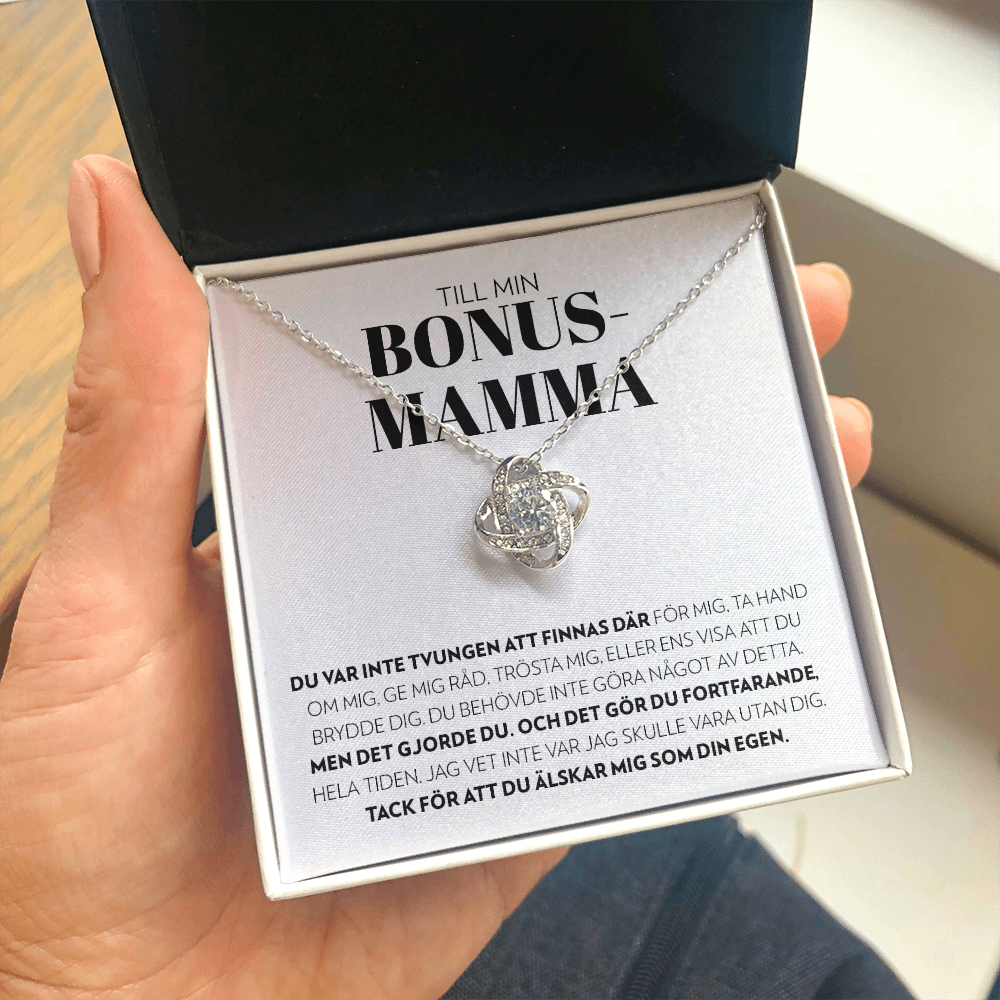 TILL MIN
BONUS-
MAMMA
DU VAR INTE TVUNGEN ATT FINNAS DÄR FÖR MIG, TA HAND
OM MIG, GE MIG RÅD, TRÖSTA MIG, ELLER ENS VISA ATT DU
BRYDDE DIG. DU BEHÖVDE INTE GÖRA NÅGOT AV DETTA.
MEN DET GJORDE DU. OCH DET GÖR DU FORTFARANDE,
HELA TIDEN. JAG VET INTE VAR JAG SKULLE VARA UTAN DIG.
TACK FÖR ATT DU ÄLSKAR MIG SOM DIN EGEN.